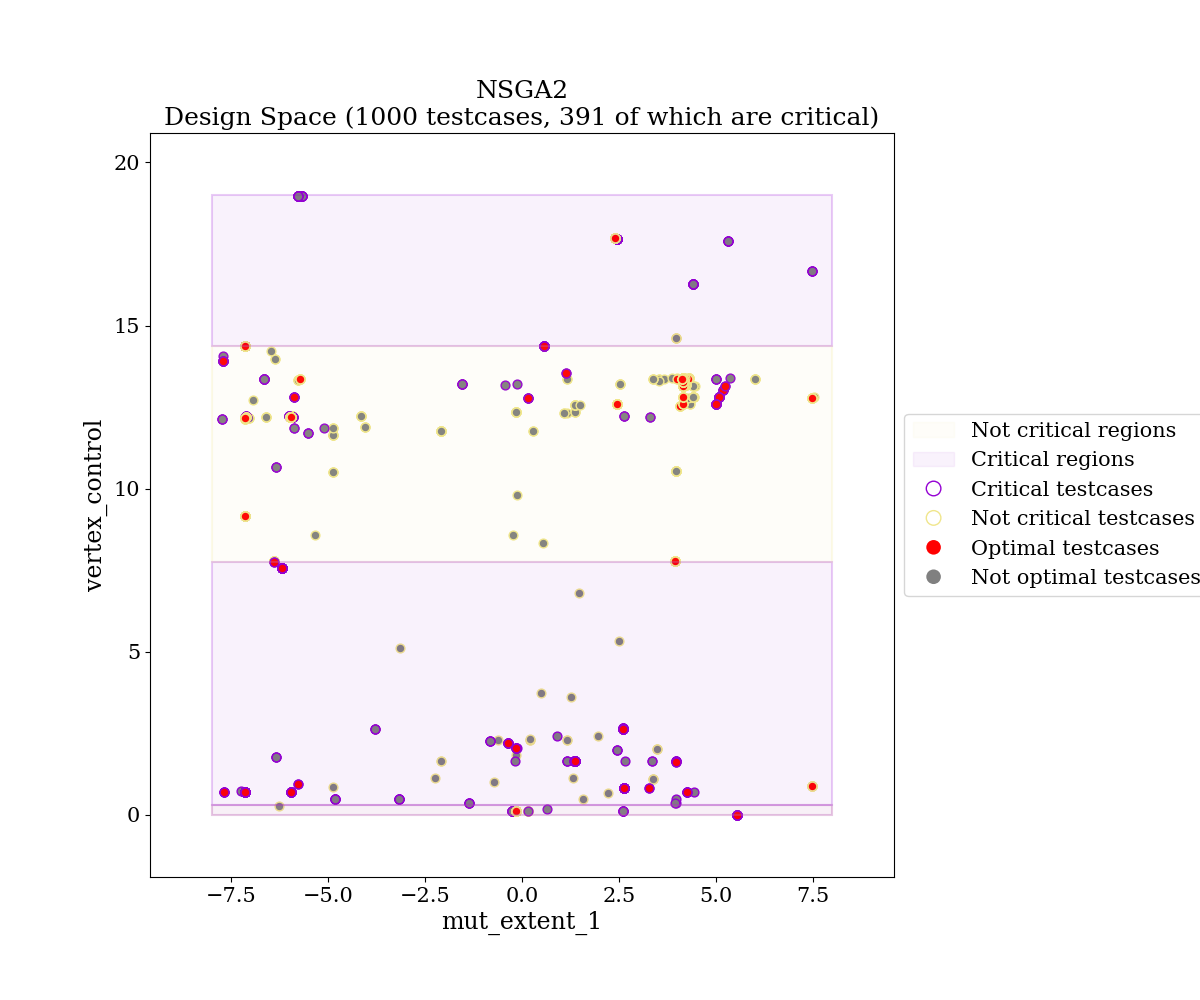 NSGA2
Design Space (1000 testcases, 391 of which are critical)
20
15
10
5
0
vertex_control
−7.5
−5.0
−2.5
0.0
2.5
5.0
7.5
mut_extent_1
Not critical regions
Critical regions
Critical testcases
Not critical testcases
Optimal testcases
Not optimal testcases